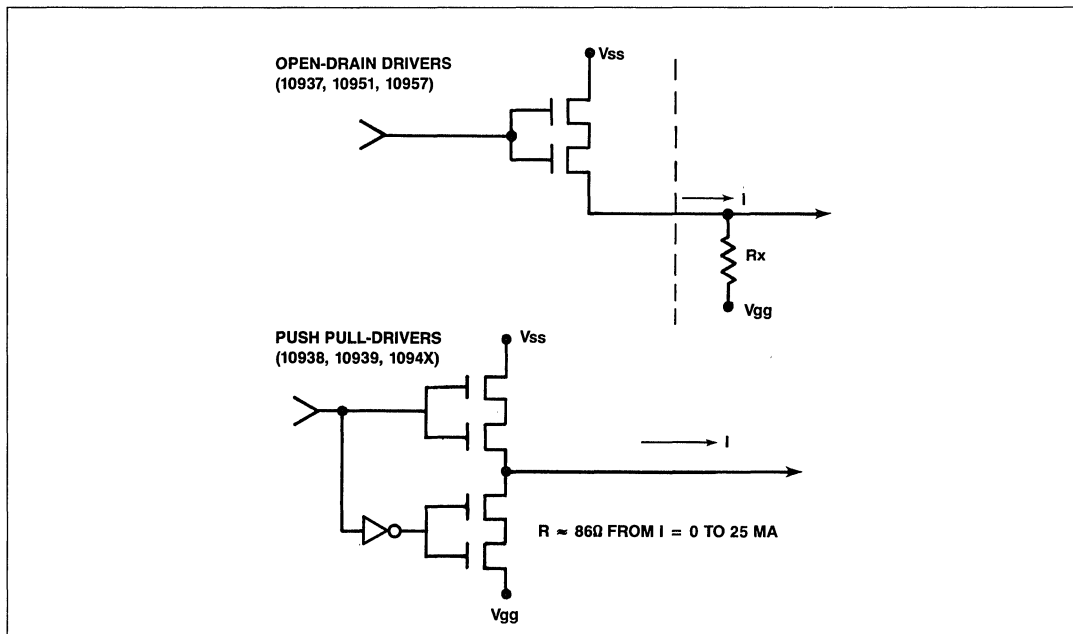 OPEN-DRAIN DRIVERS
(10937, 10951, 10957)
Vss
i
Rx
Vgg
PUSH PULL-DRIVERS
(10938, 10939, 1094X)
Vss
I
R ≈ 86Ω FROM I = 0 TO 25 MA
Vgg